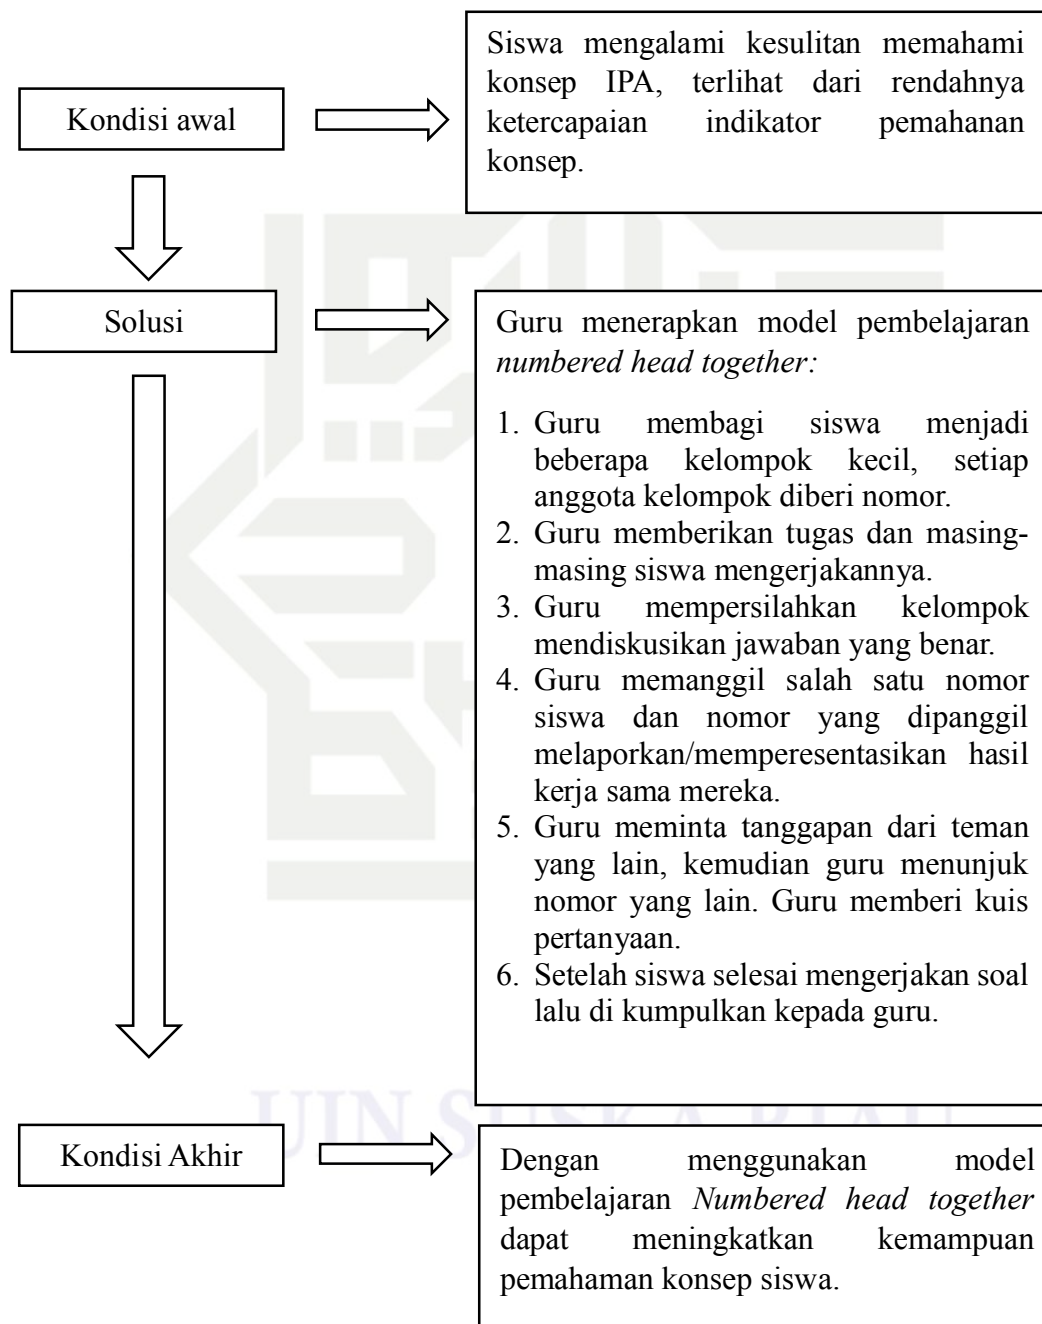 Kondisi awal
Siswa mengalami kesulitan memahami
konsep IPA, terlihat dari rendahnya
ketercapaian indikator pemahanan
konsep.
Solusi
Guru menerapkan model pembelajaran
numbered head together:
1. Guru membagi siswa menjadi
beberapa kelompok kecil, setiap
anggota kelompok diberi nomor.
2. Guru memberikan tugas dan masing-
masing siswa mengerjakannya.
3. Guru mempersilahkan kelompok
mendiskusikan jawaban yang benar.
4. Guru memanggil salah satu nomor
siswa dan nomor yang dipanggil
melaporkan/memperesentasikan hasil
kerja sama mereka.
5. Guru meminta tanggapan dari teman
yang lain, kemudian guru menunjuk
nomor yang lain. Guru memberi kuis
pertanyaan.
6. Setelah siswa selesai mengerjakan soal
lalu di kumpulkan kepada guru.
UIN SUSKA RIAU
Kondisi Akhir
Dengan menggunakan model
pembelajaran Numbered head together
dapat meningkatkan kemampuan
pemahaman konsep siswa.